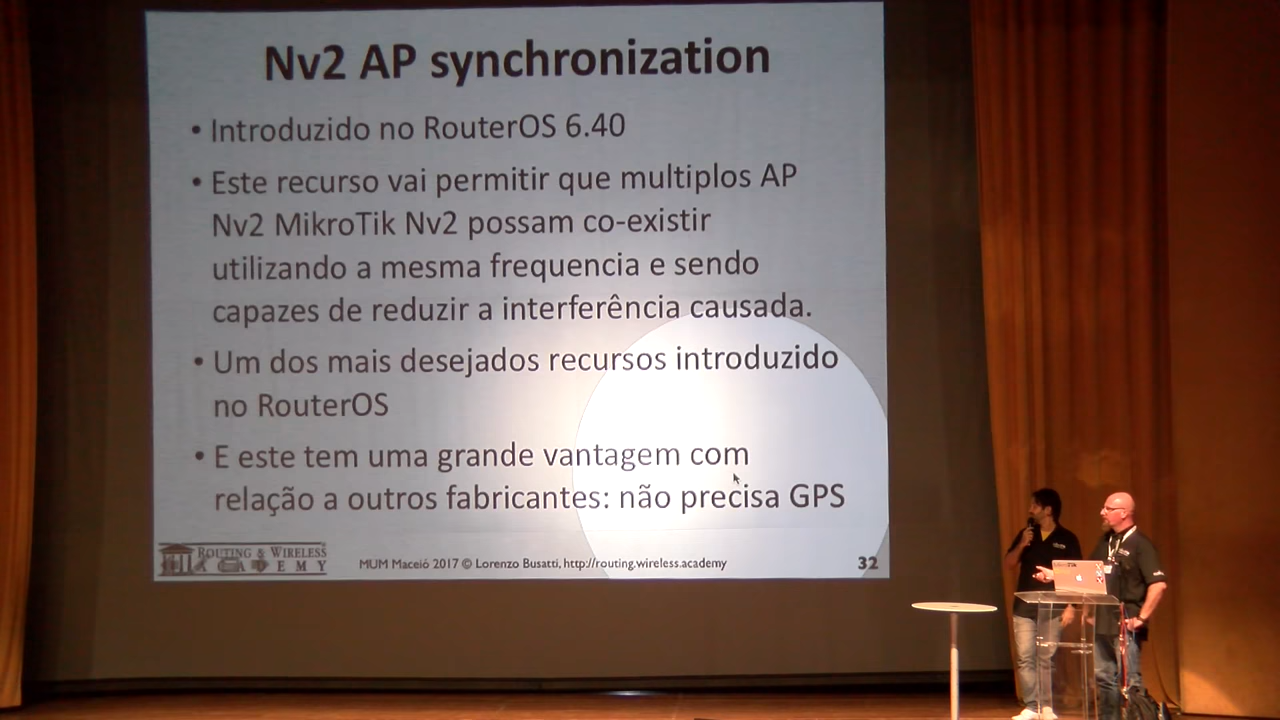 Nv2 AP synchronization
• Introduzido no RouterOS 6.40
• Este recurso vai permitir que multiplos AP
Nv2 MikroTik Nv2 possam co-existir
utilizando a mesma frequencia e sendo
capazes de reduzir a interferência causada.
• Um dos mais desejados recursos introduzido
no RouterOS
• E este tem uma grande vantagem com
relação a outros fabricantes: não precisa GPS
ROUTING & WIRELESS
ACADEMY
MUM Maceió 2017 © Lorenzo Busatti, http://routing.wireless.academy
32